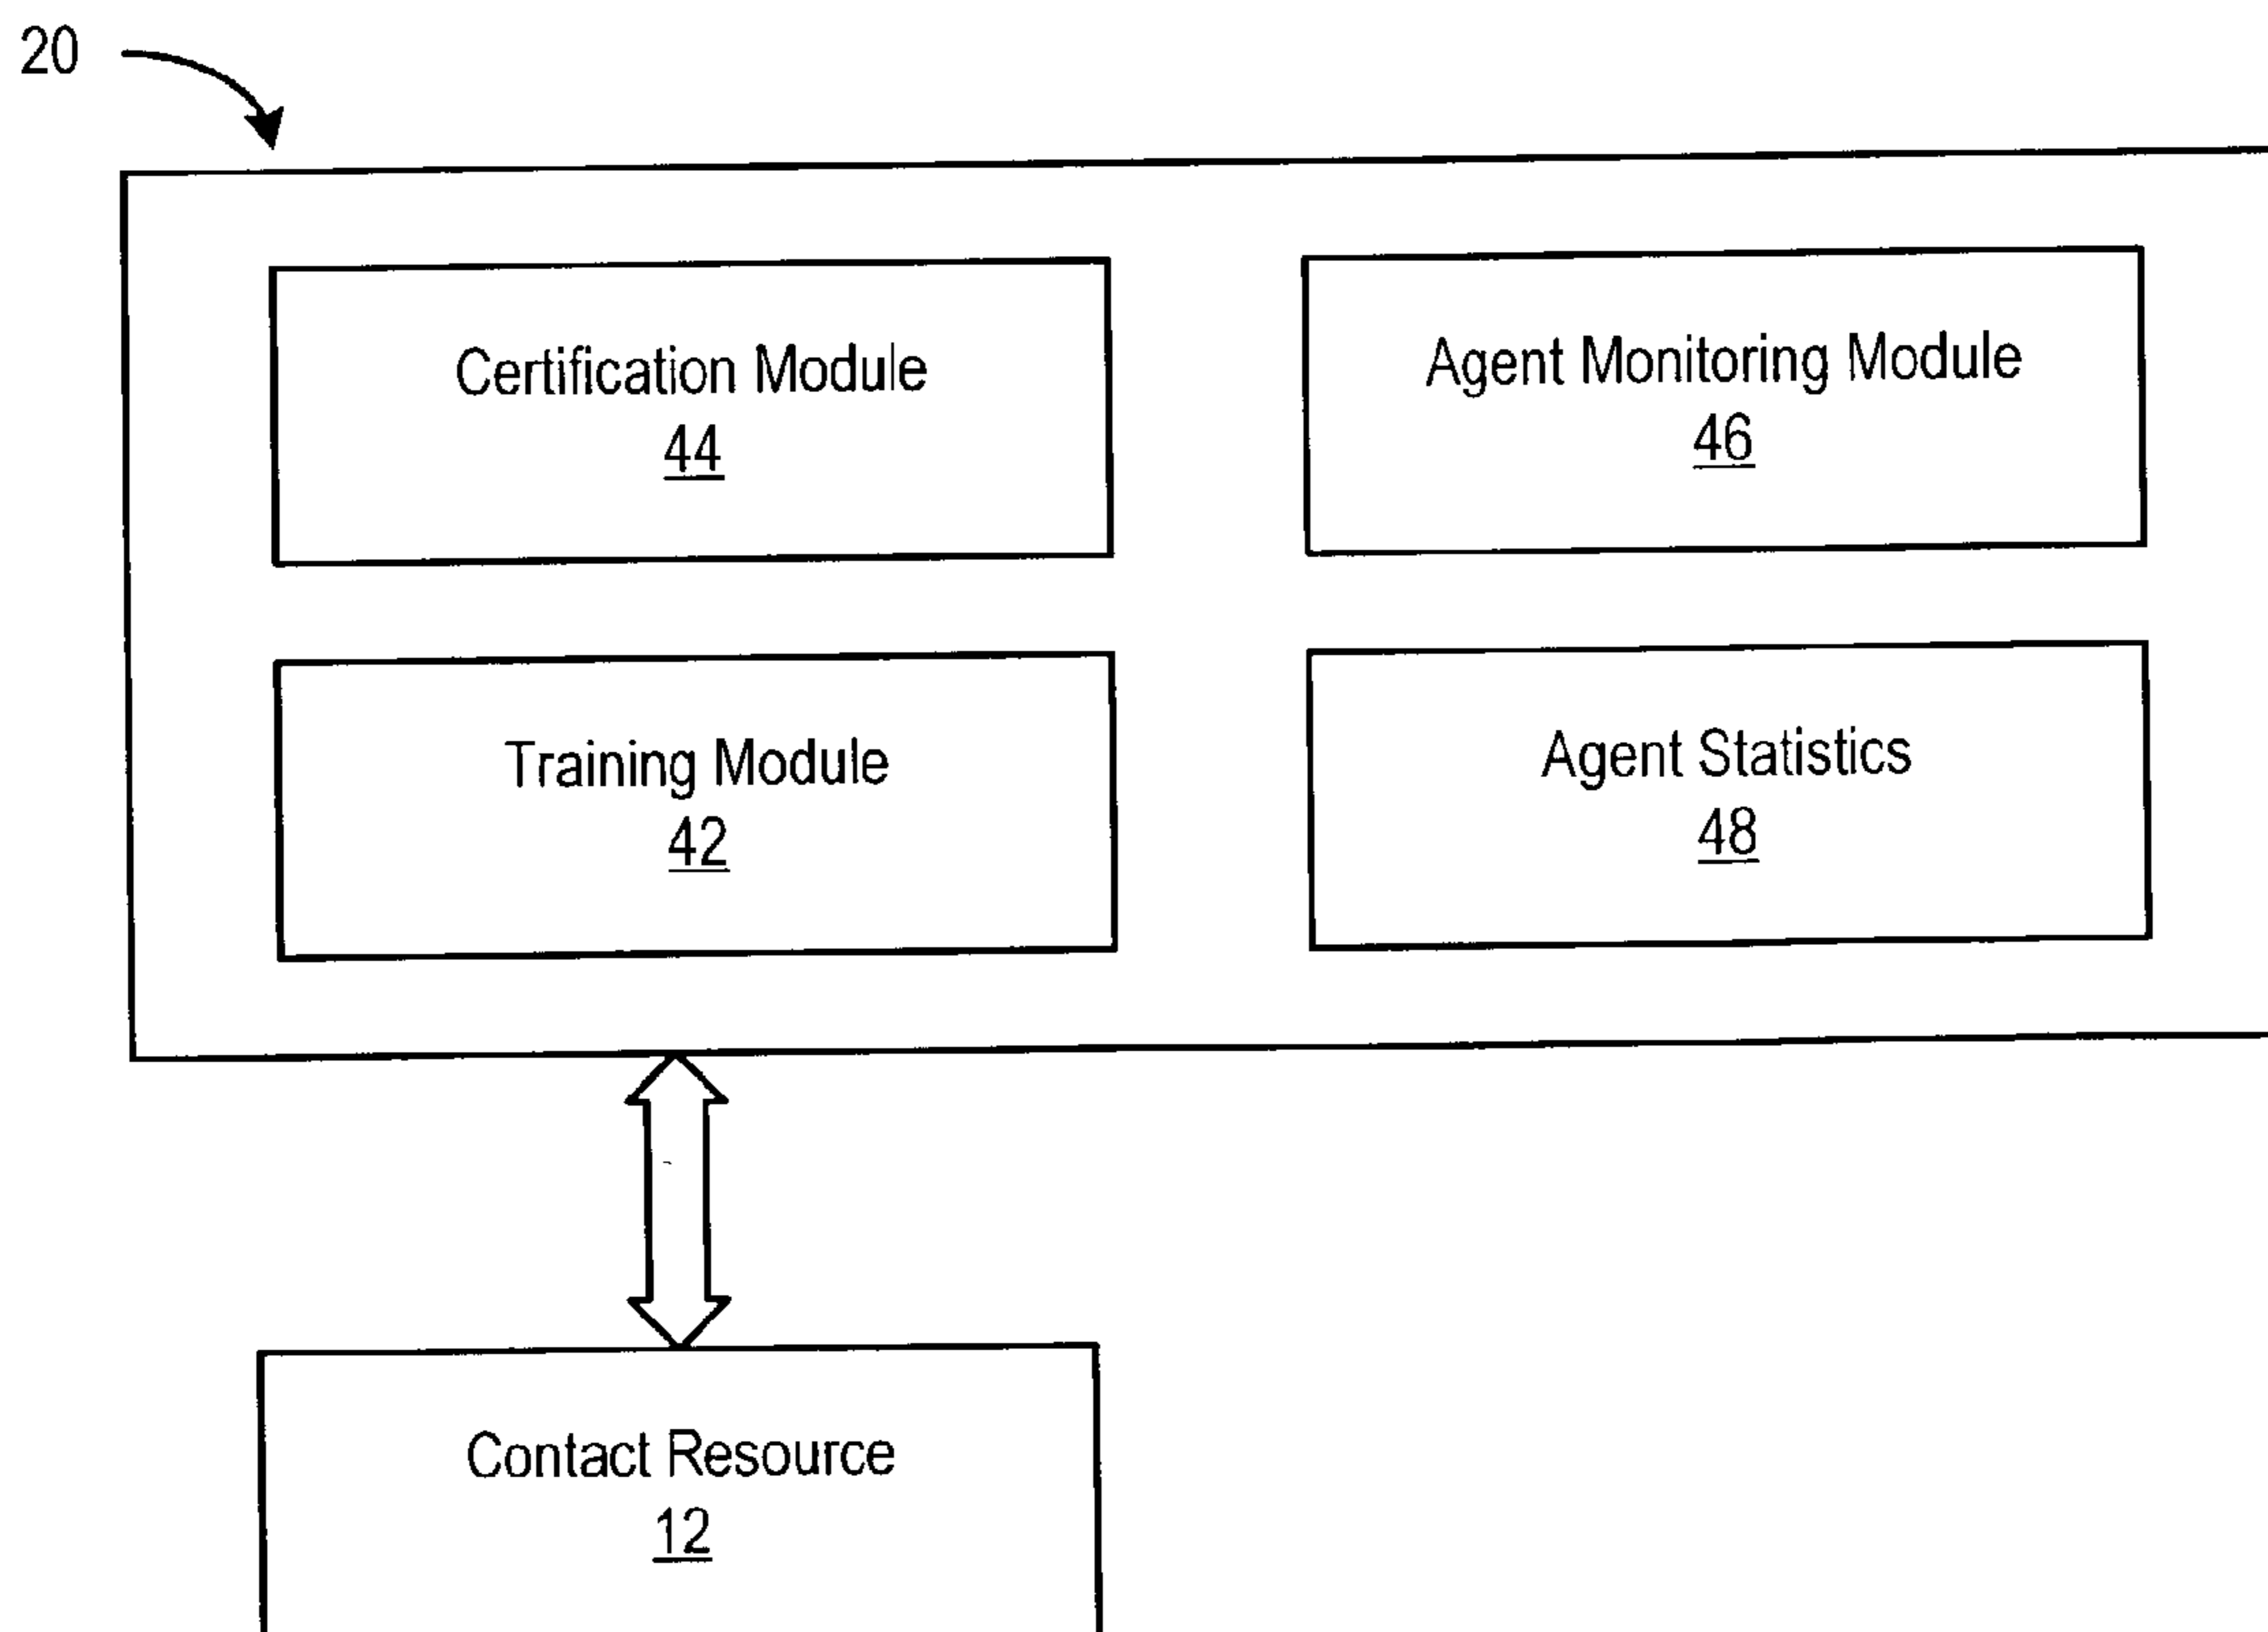 20
Certification Module
44
Agent Monitoring Module
46
Training Module
42
Agent Statistics
48
Contact Resource
12